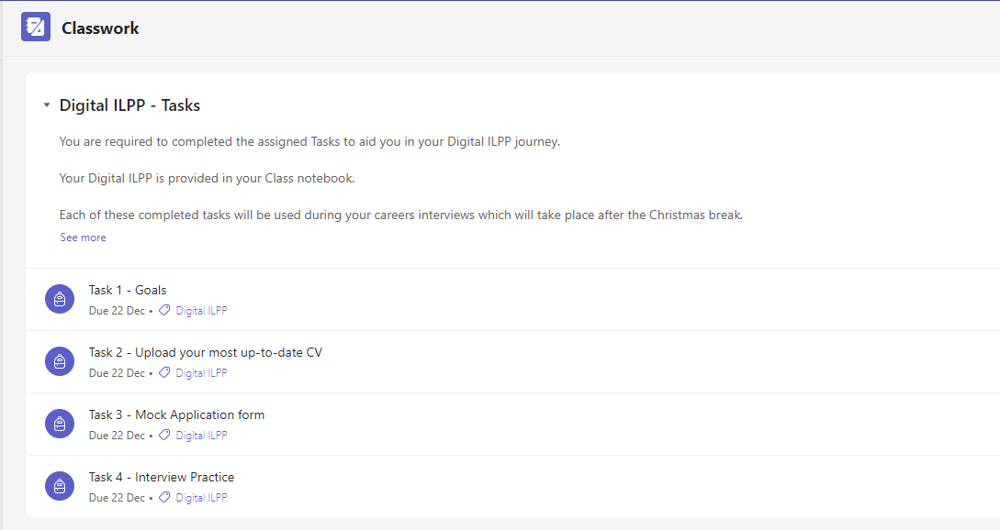 Classwork
Digital ILPP - Tasks
You are required to completed the assigned Tasks to aid you in your Digital ILPP journey.
Your Digital ILPP is provided in your Class notebook.
Each of these completed tasks will be used during your careers interviews which will take place after the Christmas break.
See more
Task 1 - Goals
Due 22 Dec • Digital ILPP
Task 2 - Upload your most up-to-date CV
Due 22 Dec • Digital ILPP
Task 3 - Mock Application form
Due 22 Dec • Digital ILPP
Task 4 - Interview Practice
Due 22 Dec • Digital ILPP